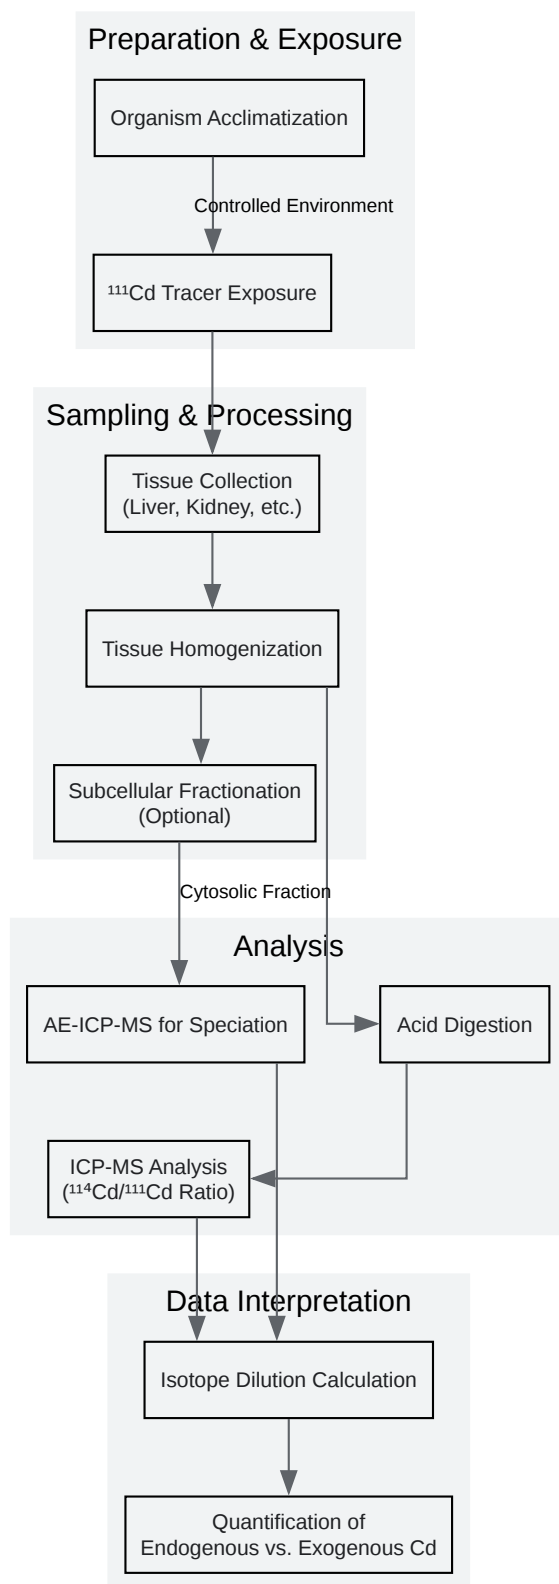 Preparation & Exposure
Organism Acclimatization
Controlled Environment
¹¹¹Cd Tracer Exposure
Sampling & Processing
Tissue Collection
(Liver, Kidney, etc.)
Tissue Homogenization
Subcellular Fractionation
(Optional)
Cytosolic Fraction
Analysis
AE-ICP-MS for Speciation
Acid Digestion
ICP-MS Analysis
(¹¹⁴Cd/¹¹¹Cd Ratio)
Data Interpretation
Isotope Dilution Calculation
Quantification of
Endogenous vs. Exogenous Cd